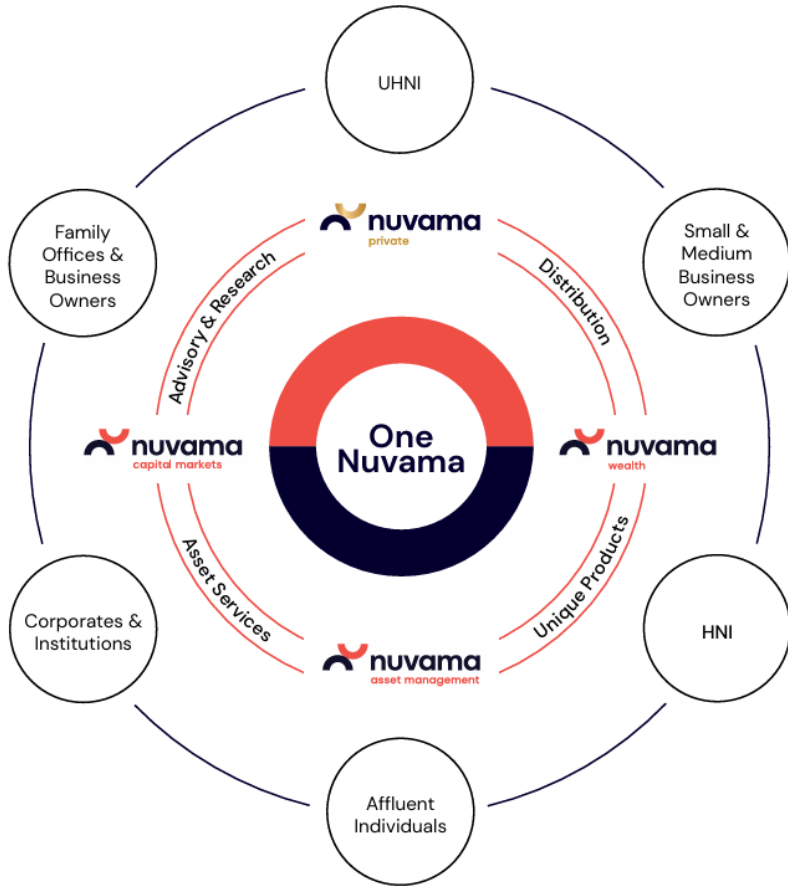 UHNI
Family
Offices &
Business
Owners
Small &
Medium
Business
Owners
nuvama
private
Advisory & Research
Distribution
One
Nuvama
nuvama
capital markets
nuvama
wealth
Asset Services
Unique Products
nuvama
asset management
Corporates &
Institutions
HNI
Affluent
Individuals